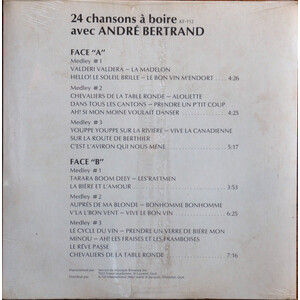 24 chansons à boire
avec ANDRÉ BERTRAND
FACE "A"
Medley #1
VALDERI VALDERA – LA MADELON
HELLO! LE SOLEIL BRILLE – LE BON VIN M'ENDORT . . 4:26
Medley #2
CHEVALIERS DE LA TABLE RONDE – ALOUETTE
DANS TOUS LES CANTONS – PRENDRE UN P'TIT COUP
AH! SI MON MOINE VOULAIT DANSER 5:25
Medley #3
YOUPPE YOUPPE SUR LA RIVIÈRE – VIVE LA CANADIENNE
SUR LA ROUTE DE BERTHIER
C'EST L'AVIRON QUI NOUS MÈNE 5:17
FACE "B"
Medley #1
TARARA BOOM DEEY – LES RAFTMEN
LA BIÈRE ET L'AMOUR 3:53
Medley #2
AUPRÈS DE MA BLONDE – BONHOMME BONHOMME
V'LA L'BON VENT – VIVE LE BON VIN 6:25
Medley #3
LE CYCLE DU VIN – PRENDRE UN VERRE DE BIÈRE MON
MINOU – AH! LES FRAISES ET LES FRAMBOISES
LE RÊVE PASSE
CHEVALIERS DE LA TABLE RONDE 7:16